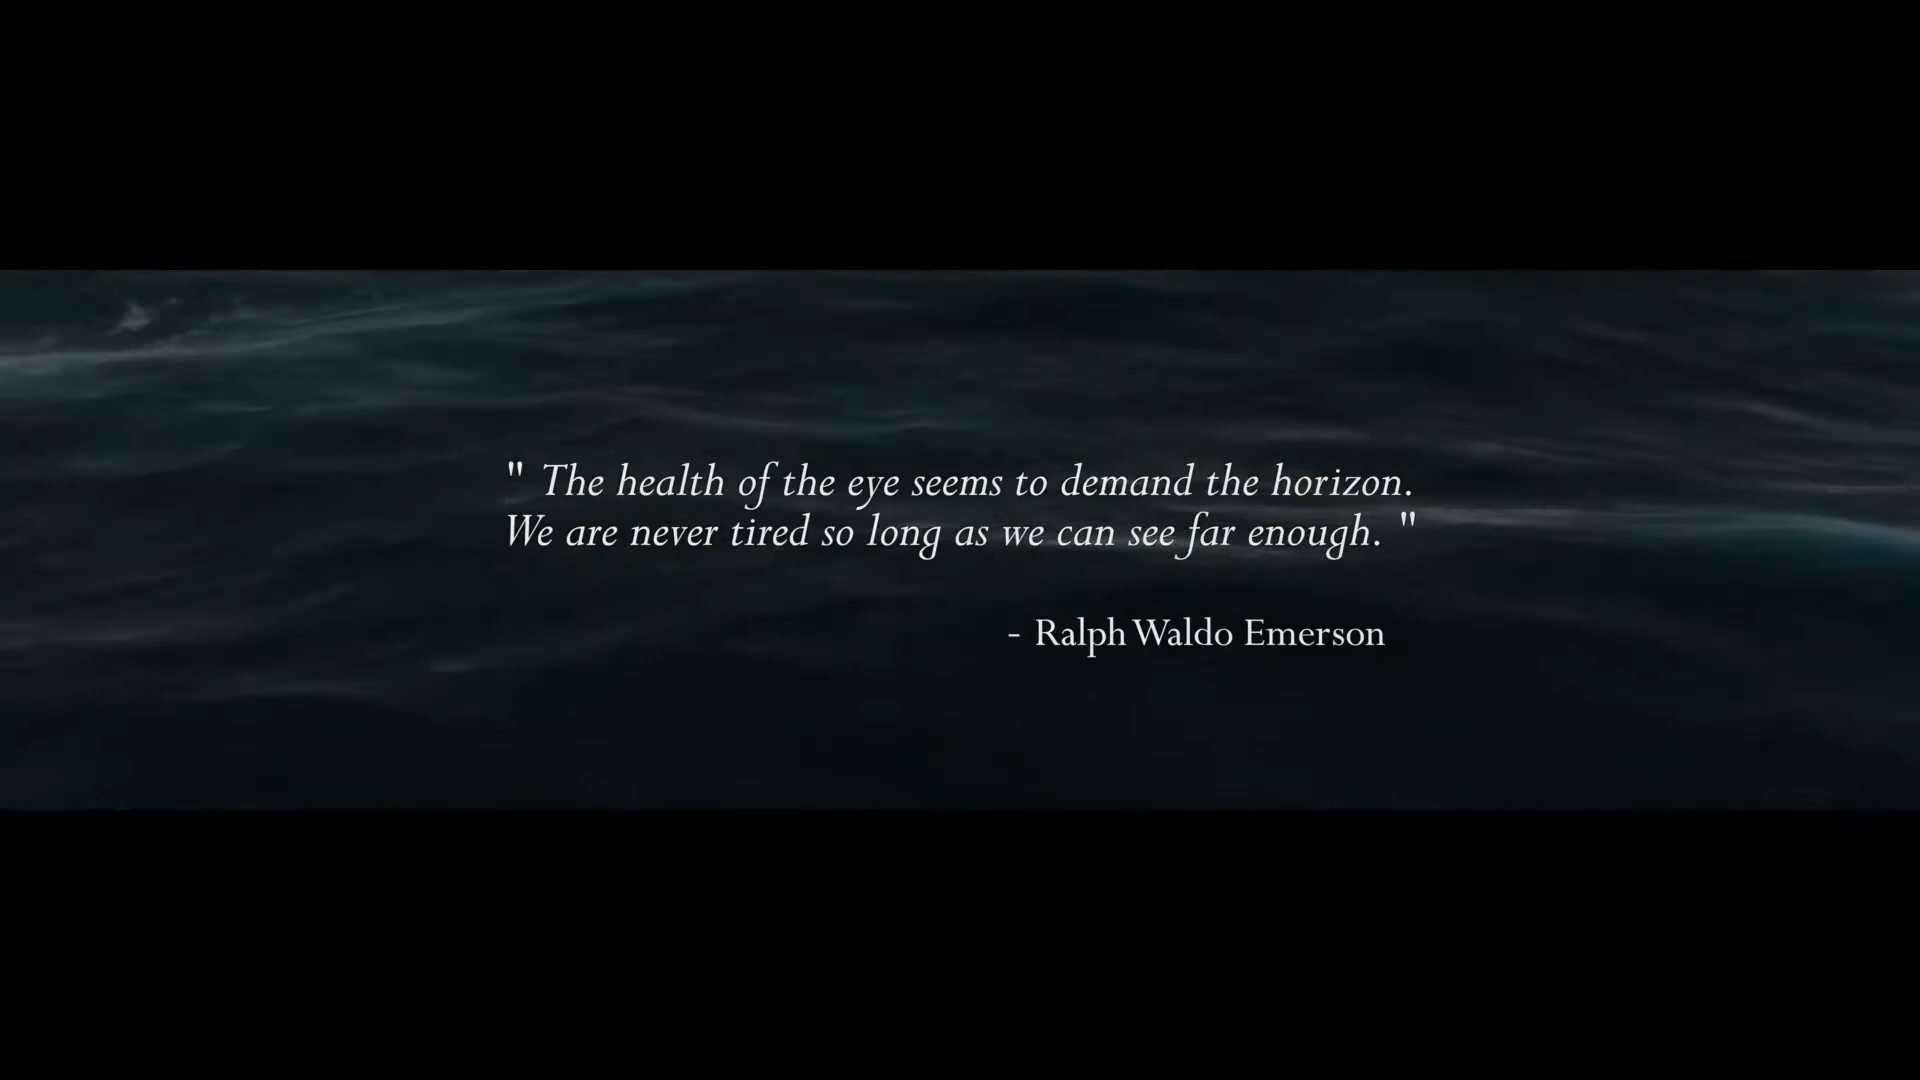 " The health of the eye seems to demand the horizon.
We are never tired so long as we can see far enough. "
- Ralph Waldo Emerson